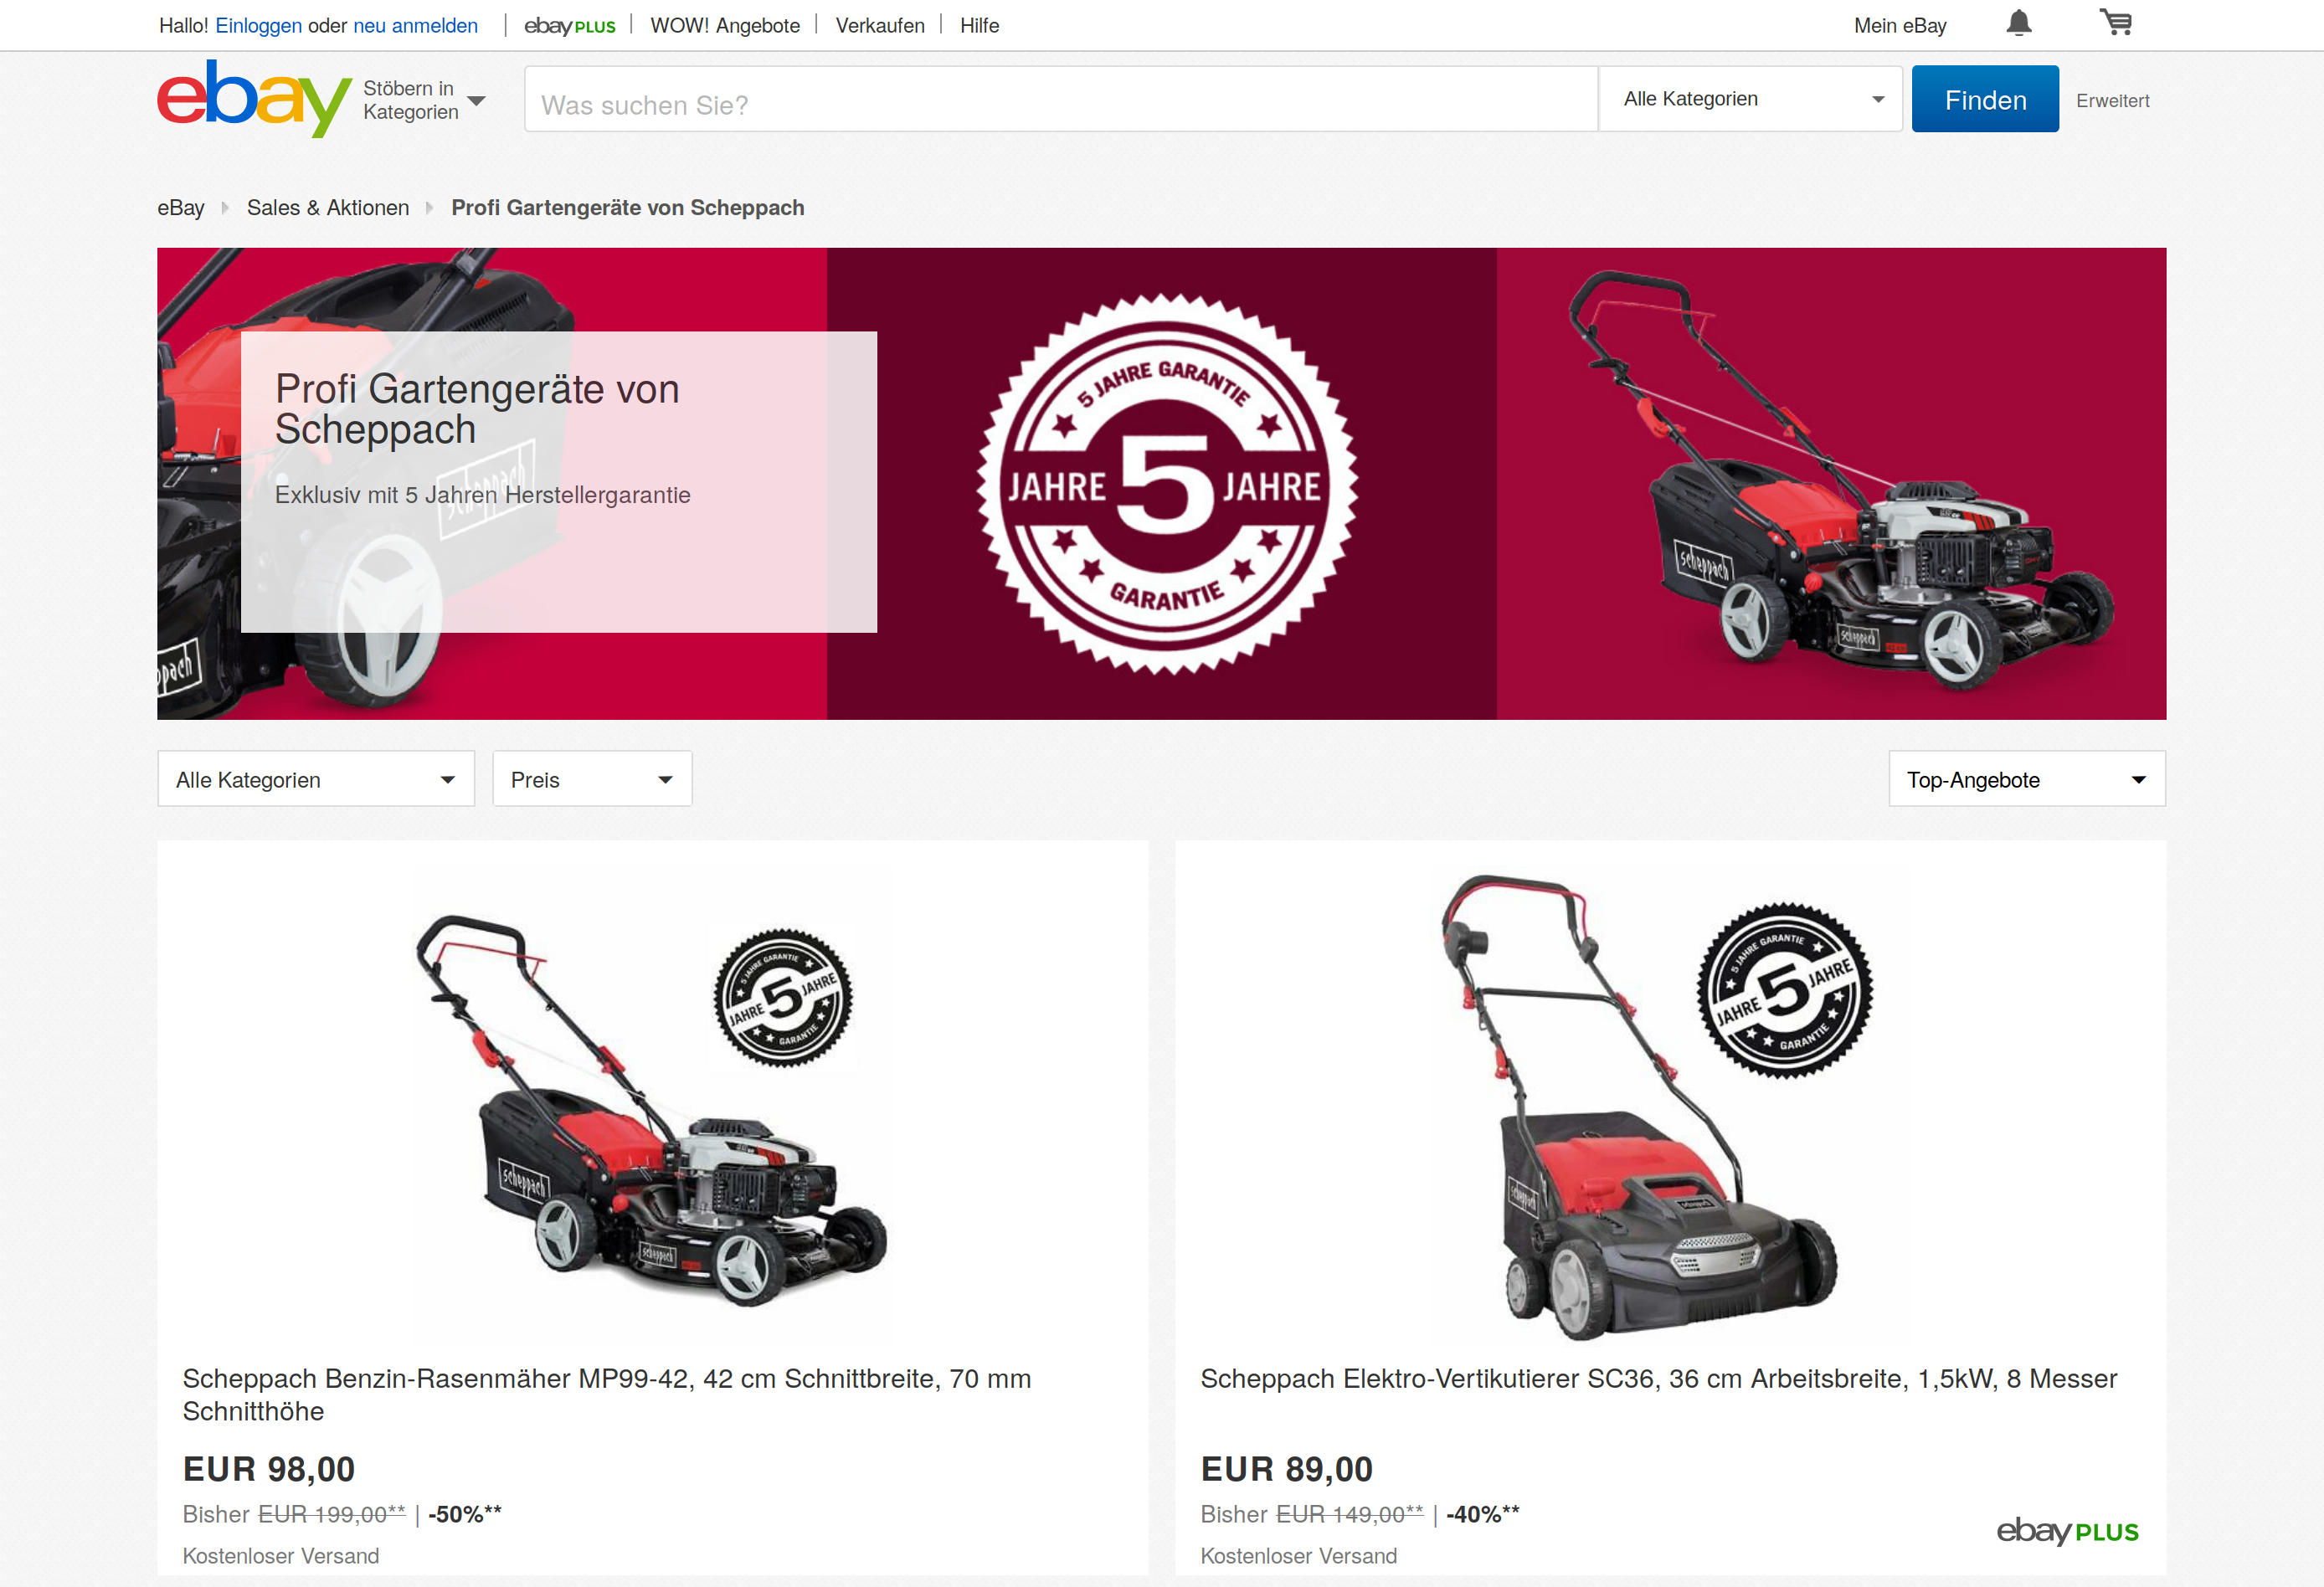 Hallo! Einloggen oder neu anmelden | ebay PLUS | WOW! Angebote | Verkaufen | Hilfe Mein eBay
ebay Stöbern in Kategorien Was suchen Sie? Alle Kategorien Finden Erweitert
eBay Sales & Aktionen Profi Gartengeräte von Scheppach
Profi Gartengeräte von
Scheppach
Exklusiv mit 5 Jahren Herstellergarantie
scheppach
ppach
5 JAHRE GARANTIE
JAHRE 5 JAHRE
GARANTIE
scheppach
scheppach
Alle Kategorien Preis Top-Angebote
5 JAHRE GARANTIE
JAHRE 5 JAHRE
GARANTIE
scheppach
scheppach
Scheppach Benzin-Rasenmäher MP99-42, 42 cm Schnittbreite, 70 mm
Schnitthöhe
EUR 98,00
Bisher EUR 199,00** | -50%**
Kostenloser Versand
5 JAHRE GARANTIE
JAHRE 5 JAHRE
GARANTIE
scheppach
scheppach
Scheppach Elektro-Vertikutierer SC36, 36 cm Arbeitsbreite, 1,5kW, 8 Messer
EUR 89,00
Bisher EUR 149,00** | -40%**
Kostenloser Versand
ebay PLUS